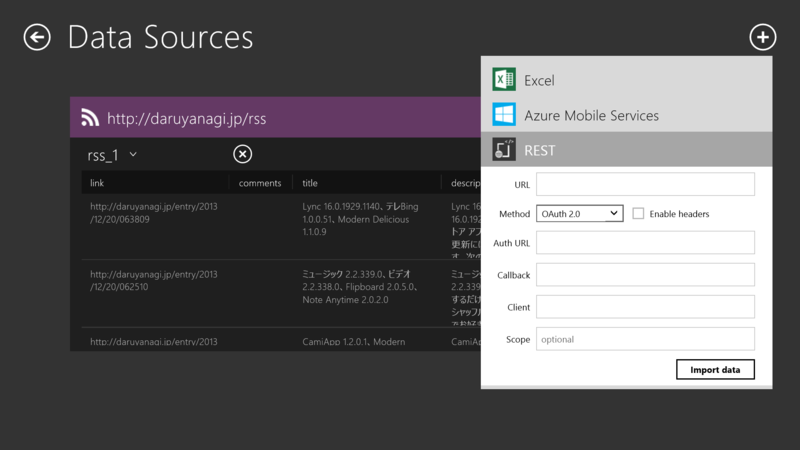 Data Sources
http://daruyanagi.jp/rss
rss_1
link
comments
title
descrip
http://daruyanagi.jp/entry/2013
/12/20/063809
Lync 16.0.1929.1140、テレBing
1.0.0.51、Modern Delicious
1.1.0.9
Lync 16
16.0.192
トア アプ
更新に
http://daruyanagi.jp/entry/2013
/12/20/062510
ミュージック 2.2.339.0、ビデオ
2.2.338.0、Flipboard 2.0.5.0、
Note Anytime 2.0.2.0
ミュージ
2.2.339.
するだけ
シャッフル
http://daruyanagi.jp/entry/2013
CamiApp 1.2.0.1、Modern
CamiAp
Excel
Azure Mobile Services
REST
URL
Method
OAuth 2.0
Enable headers
Auth URL
Callback
Client
Scope
optional
Import data